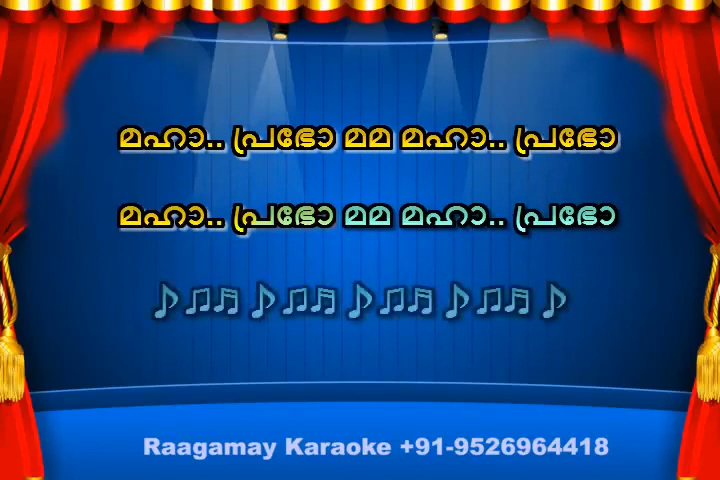 മഹാ.. പ്രഭോ മമ മഹാ.. പ്രഭോ
മഹാ.. പ്രഭോ മമ മഹാ.. പ്രഭോ
Raagamay Karaoke +91-9526964418